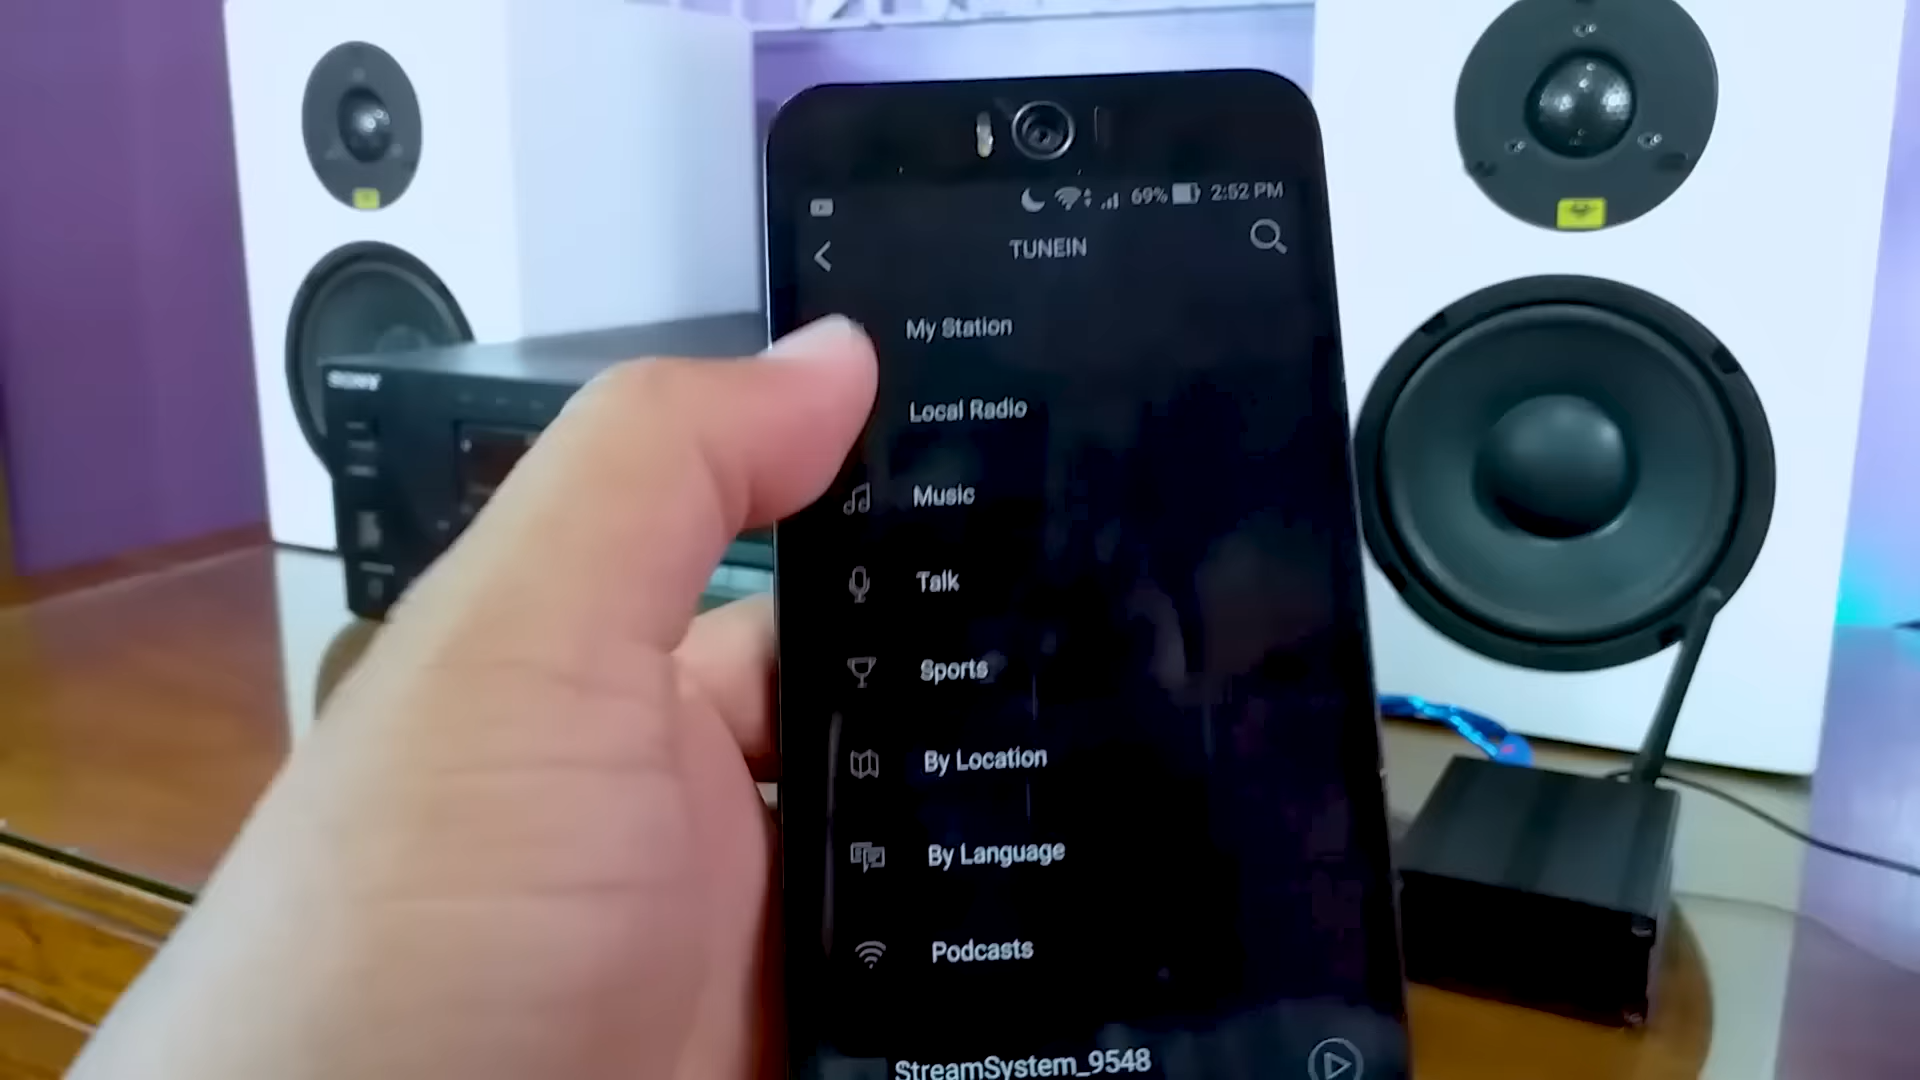 69% 2:52 PM
TUNEIN
My Station
Local Radio
SONY
Music
Talk
Sports
By Location
By Language
Podcasts
StreamSystem_9548